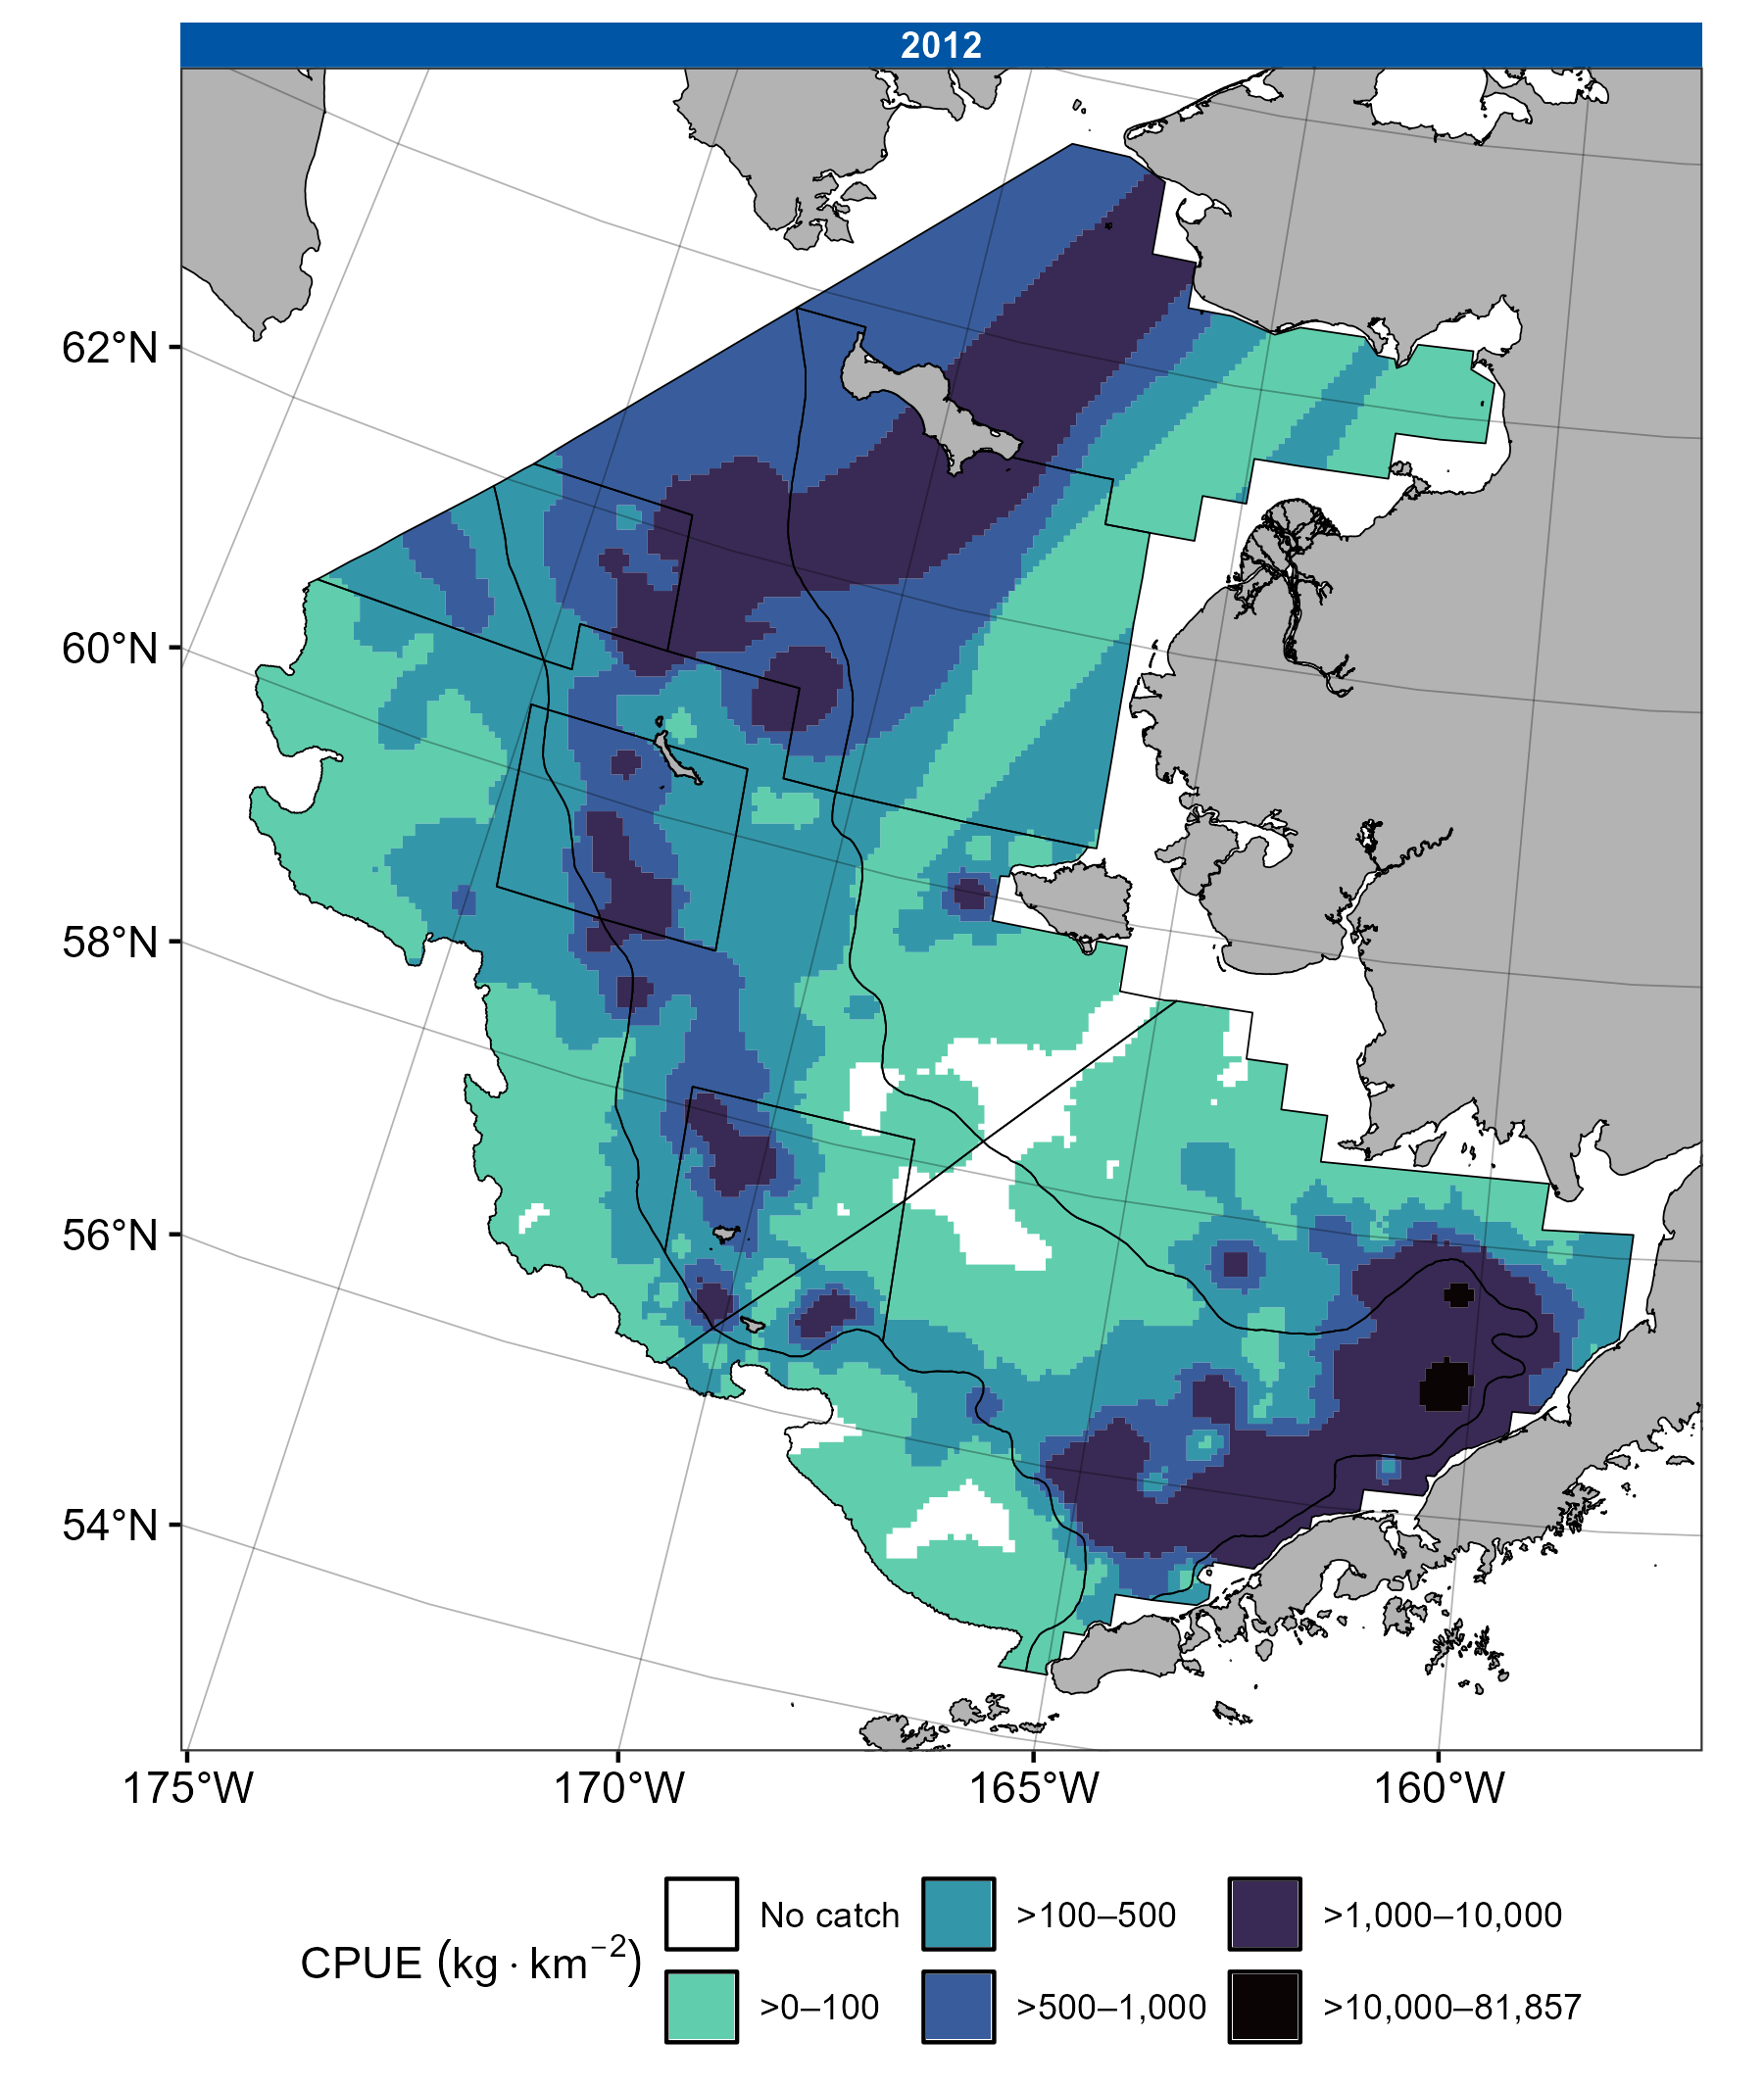 2012
62°N
60°N
58°N
56°N
54°N
175°W 170°W 165°W 160°W
CPUE (kg · km⁻²)
No catch >100–500 >1,000–10,000
>0–100 >500–1,000 >10,000–81,857